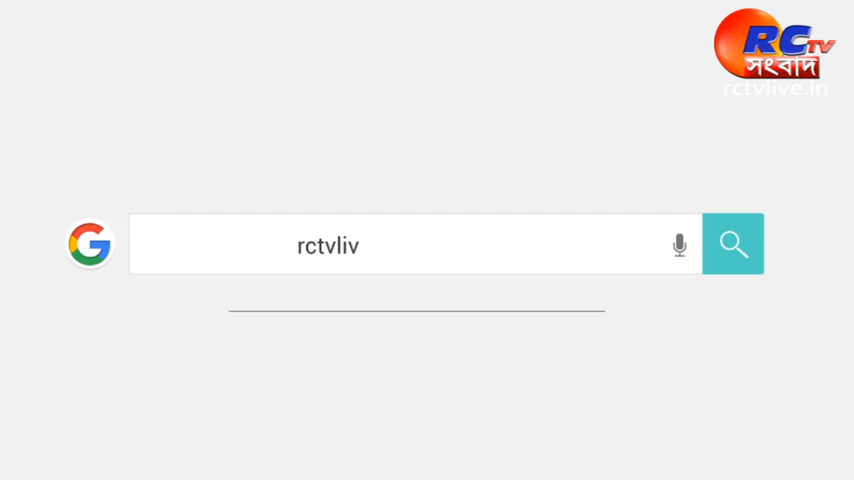 RC TV
সংবাদ
rctvlive.in
rctvliv